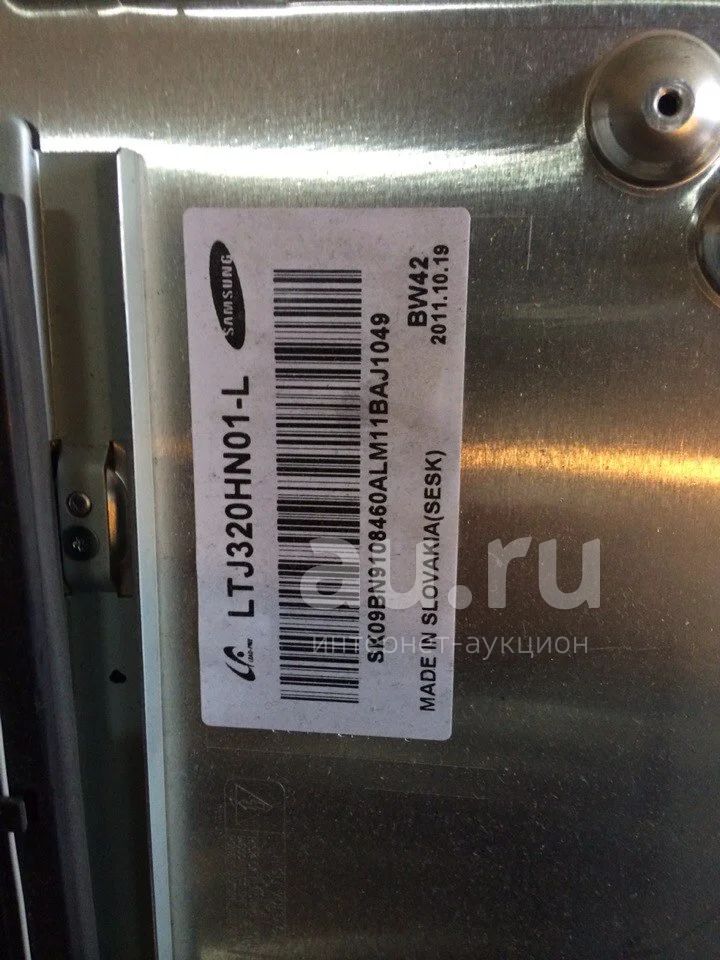 SAMSUNG
LTJ320HN01-L
SK09BN9108460ALM11BAJ1049
BW42
2011.10.19
MADE IN SLOVAKIA(SESK)
au.ru
интернет-аукцион